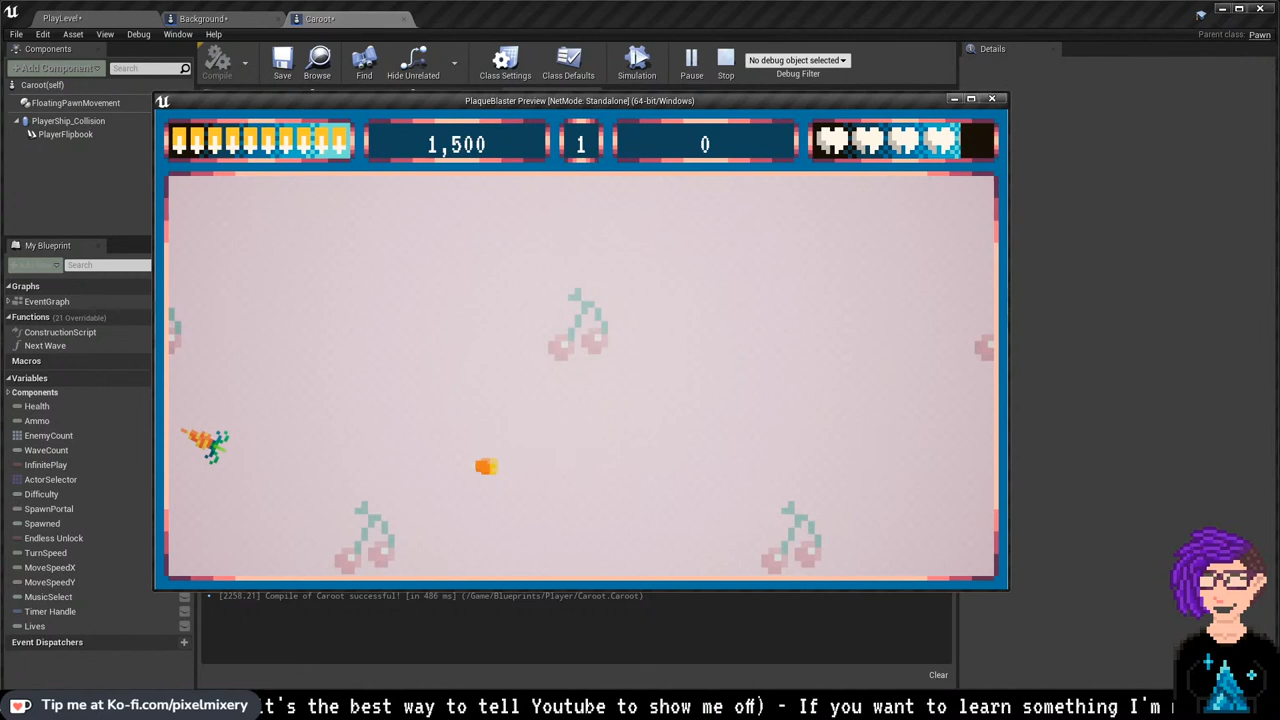 PlayLevel•
Background•
Caroot•
Parent class: Pawn
File Edit Asset View Debug Window Help
Components
Details
Add Component
Search
Compile
Save
Browse
Find
Hide Unrelated
Class Settings
Class Defaults
Simulation
Pause
Stop
No debug object selected
Debug Filter
Caroot(self)
FloatingPawnMovement
PlayerShip_Collision
PlayerFlipbook
PlaqueBlaster Preview [NetMode: Standalone] (64-bit/Windows)
1,500
1
0
My Blueprint
Add New
Search
Graphs
EventGraph
Functions (21 Overridable)
ConstructionScript
Next Wave
Macros
Variables
Components
Health
Ammo
EnemyCount
WaveCount
InfinitePlay
ActorSelector
Difficulty
SpawnPortal
Spawned
Endless Unlock
TurnSpeed
MoveSpeedX
MoveSpeedY
MusicSelect
Timer Handle
Lives
Event Dispatchers
[2258.21] Compile of Caroot successful! [in 486 ms] (/Game/Blueprints/Player/Caroot.Caroot)
Clear
Tip me at Ko-fi.com/pixelmixery
it's the best way to tell Youtube to show me off) - If you want to learn something I'm